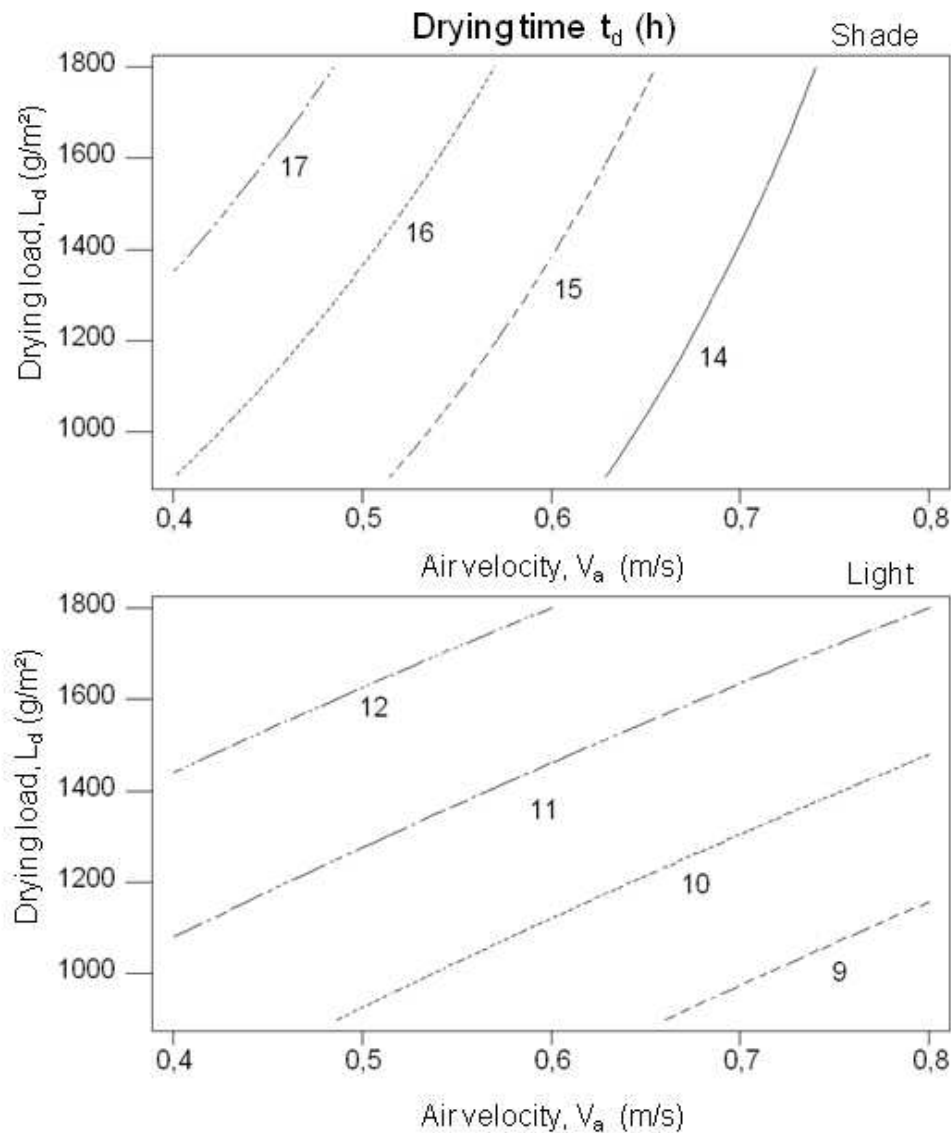 Drying time t_d (h)
Shade
Drying load, L_d (g/m²)
1800
1600
1400
1200
1000
17
16
15
14
0,4 0,5 0,6 0,7 0,8
Air velocity, V_a (m/s)
Light
Drying load, L_d (g/m²)
1800
1600
1400
1200
1000
12
11
10
9
0,4 0,5 0,6 0,7 0,8
Air velocity, V_a (m/s)